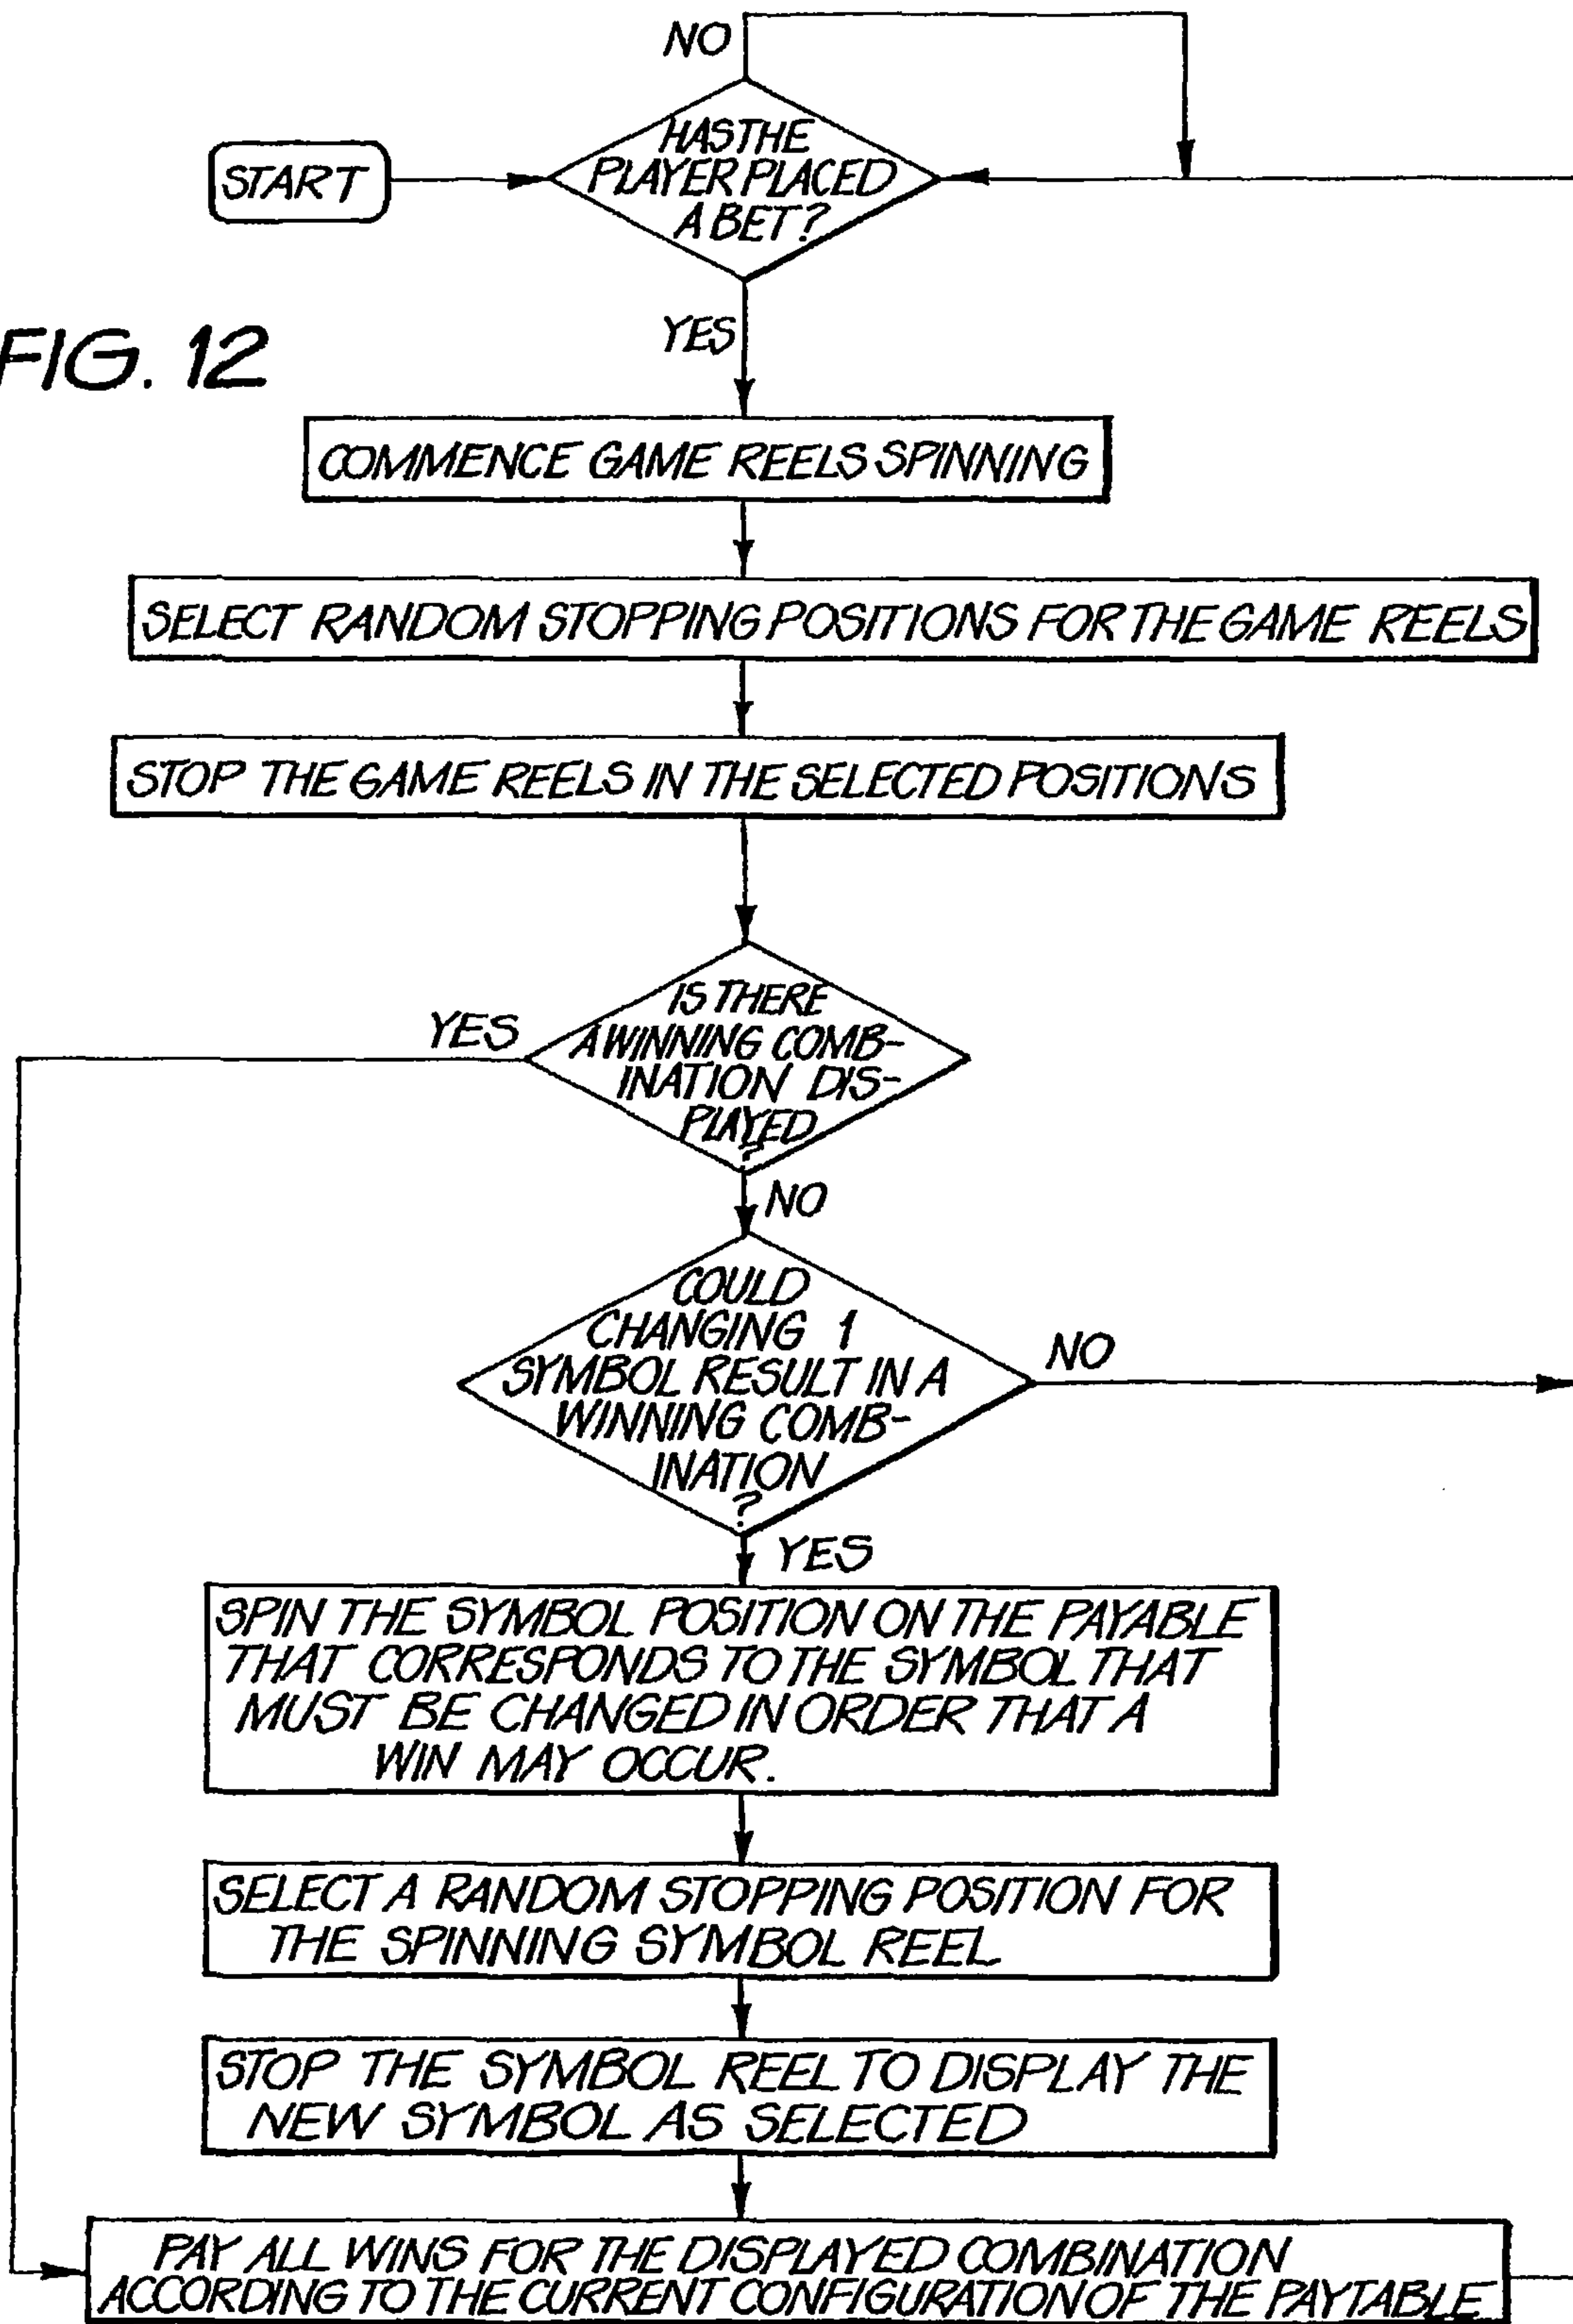 NO
HAS THE
PLAYER PLACED
A BET?
START
YES
FIG. 12
COMMENCE GAME REELS SPINNING
SELECT RANDOM STOPPING POSITIONS FOR THE GAME REELS
STOP THE GAME REELS IN THE SELECTED POSITIONS
IS THERE
A WINNING COMB-
INATION DIS-
PLAYED
?
YES
NO
COULD
CHANGING 1
SYMBOL RESULT IN A
WINNING COMB-
INATION
?
NO
YES
SPIN THE SYMBOL POSITION ON THE PAYABLE
THAT CORRESPONDS TO THE SYMBOL THAT
MUST BE CHANGED IN ORDER THAT A
WIN MAY OCCUR.
SELECT A RANDOM STOPPING POSITION FOR
THE SPINNING SYMBOL REEL
STOP THE SYMBOL REEL TO DISPLAY THE
NEW SYMBOL AS SELECTED
PAY ALL WINS FOR THE DISPLAYED COMBINATION
ACCORDING TO THE CURRENT CONFIGURATION OF THE PAYTABLE